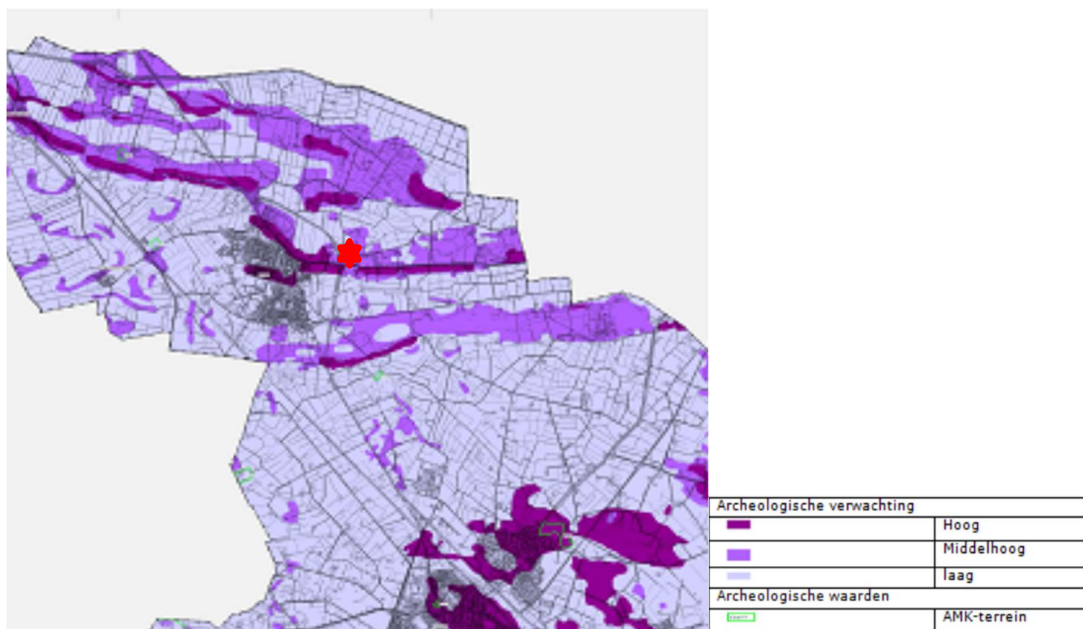 Archeologische verwachting
Hoog
Middelhoog
laag
Archeologische waarden
AMK-terrein